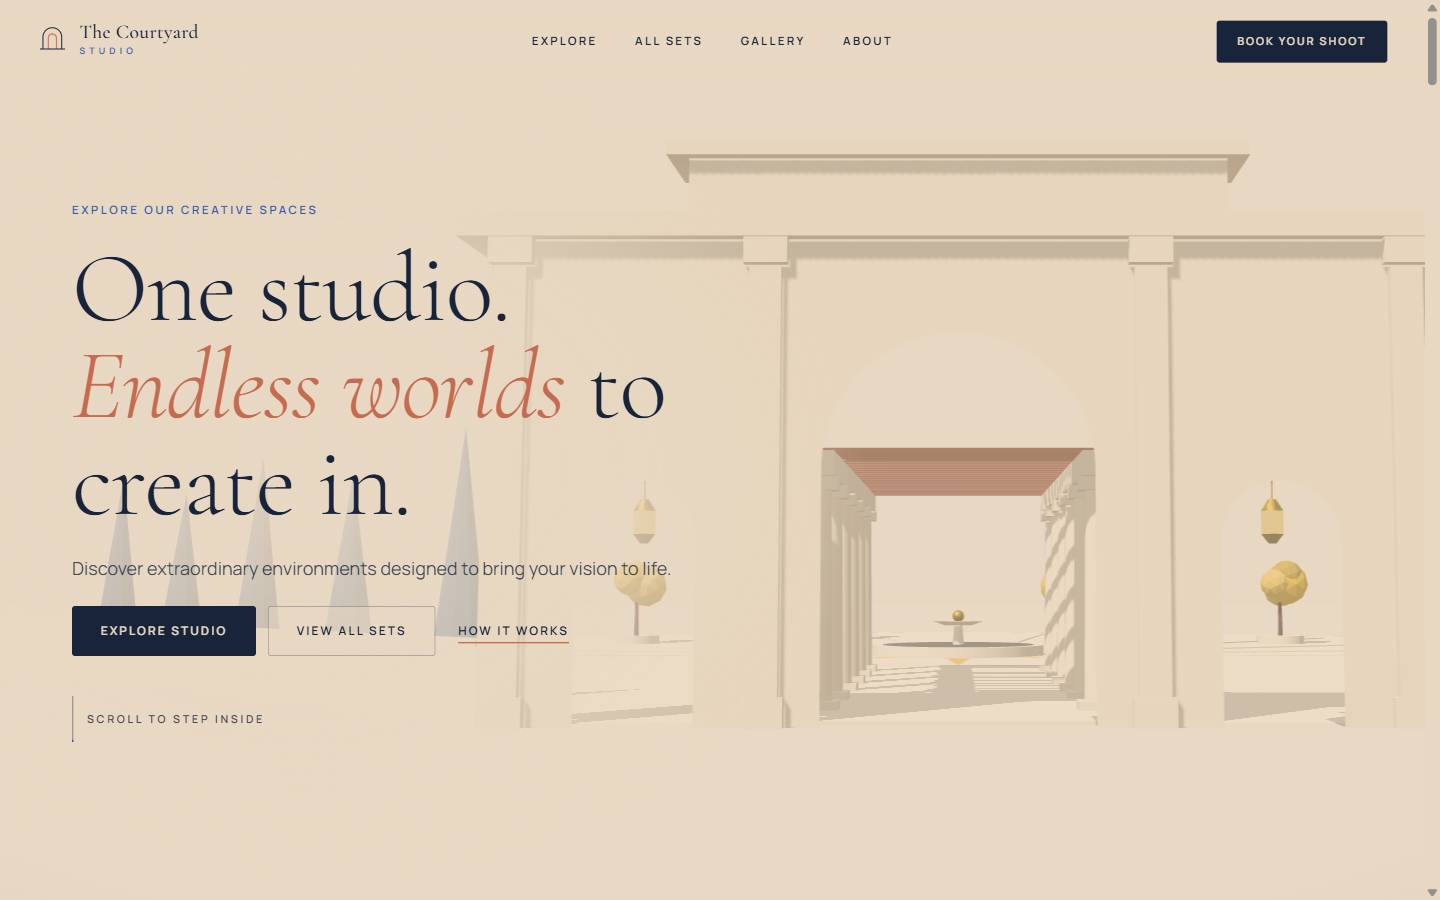 The Courtyard
STUDIO
EXPLORE
ALL SETS
GALLERY
ABOUT
BOOK YOUR SHOOT
EXPLORE OUR CREATIVE SPACES
One studio.
Endless worlds to
create in.
Discover extraordinary environments designed to bring your vision to life.
EXPLORE STUDIO
VIEW ALL SETS
HOW IT WORKS
SCROLL TO STEP INSIDE